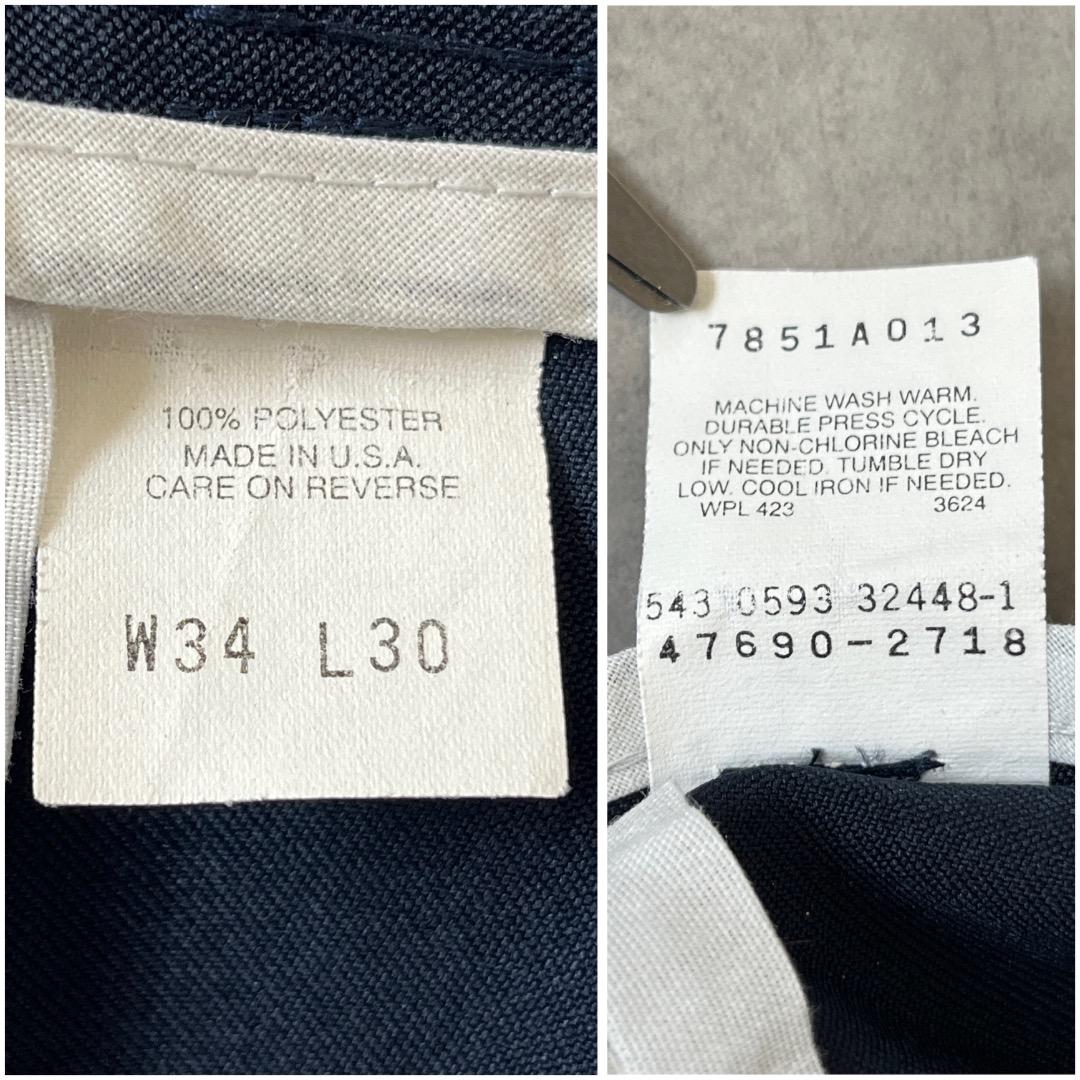 100% POLYESTER
MADE IN U.S.A.
CARE ON REVERSE
W34 L30
7851A013
MACHINE WASH WARM.
DURABLE PRESS CYCLE.
ONLY NON-CHLORINE BLEACH
IF NEEDED. TUMBLE DRY
LOW. COOL IRON IF NEEDED.
WPL 423 3624
543 0593 32448-1
47690-2718